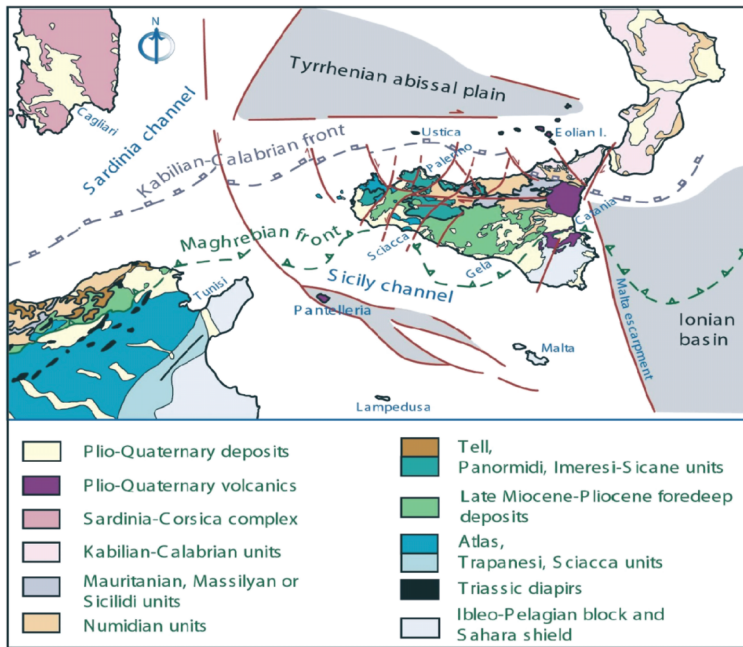 N
Tyrrhenian abissal plain
Cagliari
Sardinia channel
Kabilian-Calabrian front
Ustica
Eolian I.
Palermo
Maghrebian front
Sciacca
Gela
Catania
Tunisi
Sicily channel
Pantelleria
Malta
Malta escarpment
Ionian
basin
Lampedusa
Plio-Quaternary deposits
Plio-Quaternary volcanics
Sardinia-Corsica complex
Kabilian-Calabrian units
Mauritanian, Massilyan or
Sicilidi units
Numidian units
Tell,
Panormidi, Imeresi-Sicane units
Late Miocene-Pliocene foredeep
deposits
Atlas,
Trapanesi, Sciacca units
Triassic diapirs
Ibleo-Pelagian block and
Sahara shield